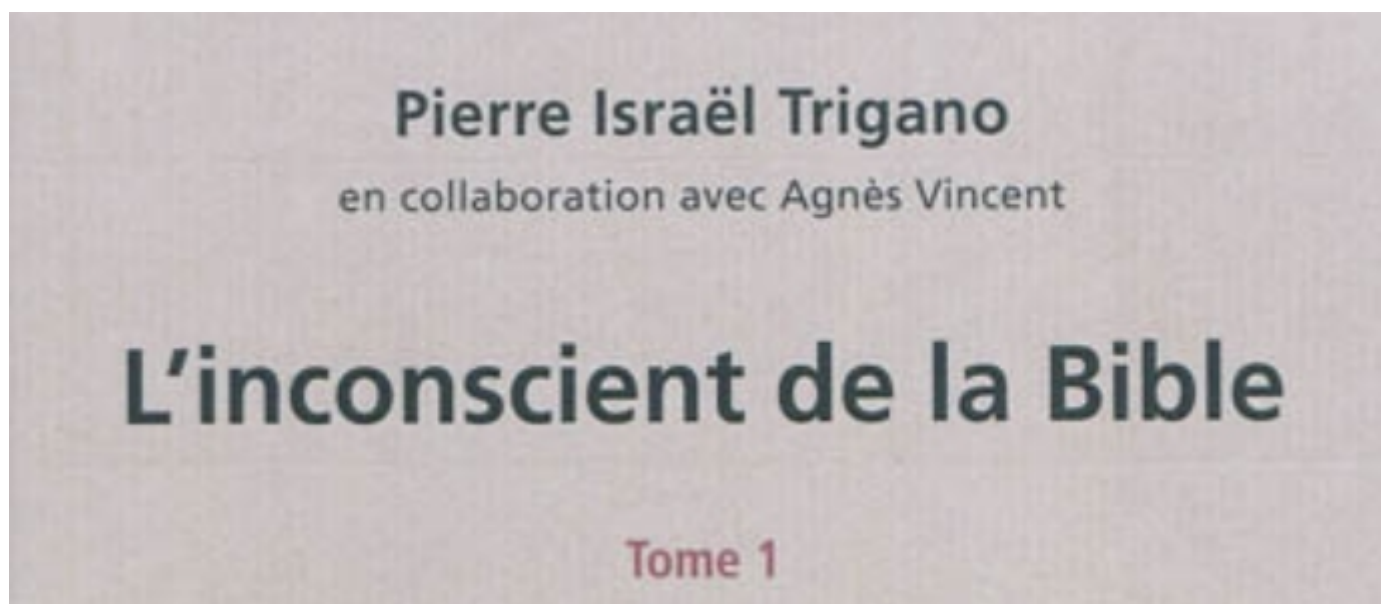 Pierre Israël Trigano
en collaboration avec Agnès Vincent
L’inconscient de la Bible
Tome 1